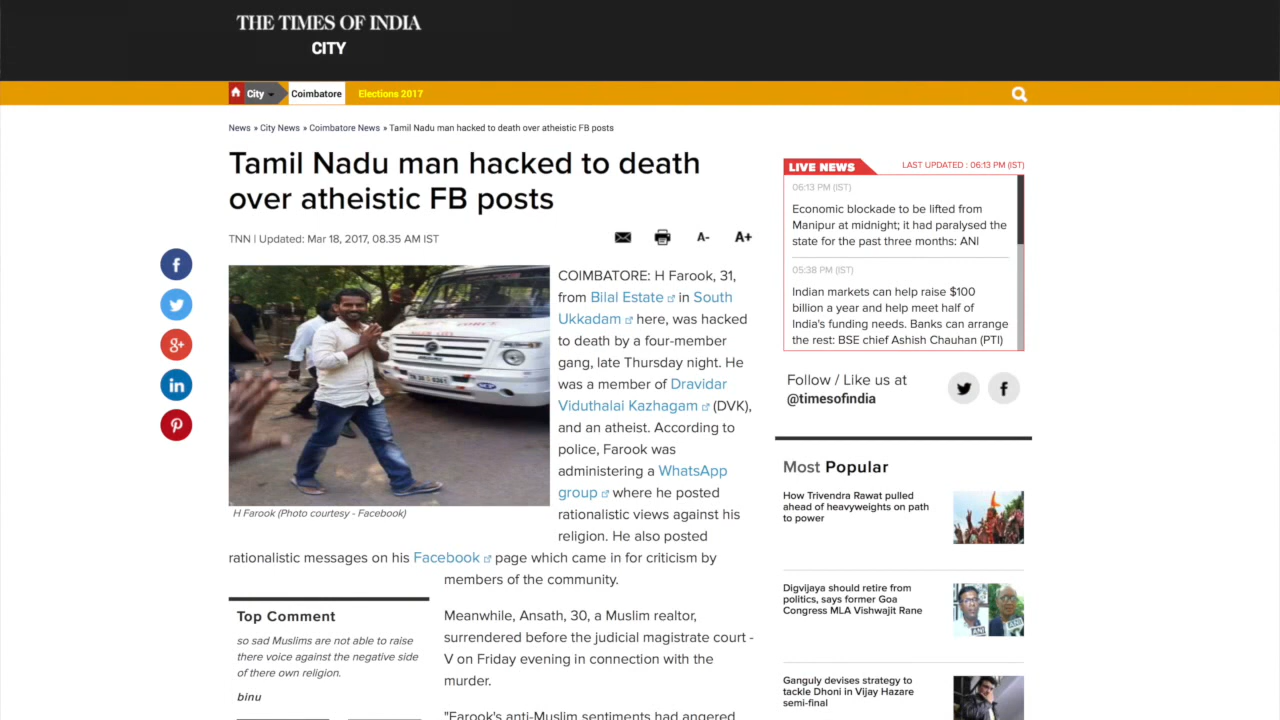 THE TIMES OF INDIA
CITY
City
Coimbatore
Elections 2017
News » City News » Coimbatore News » Tamil Nadu man hacked to death over atheistic FB posts
Tamil Nadu man hacked to death
over atheistic FB posts
TNN | Updated: Mar 18, 2017, 08.35 AM IST
A-
A+
COIMBATORE: H Farook, 31,
from Bilal Estate in South
Ukkadam here, was hacked
to death by a four-member
gang, late Thursday night. He
was a member of Dravidar
Viduthalai Kazhagam (DVK),
and an atheist. According to
police, Farook was
administering a WhatsApp
group where he posted
rationalistic views against his
religion. He also posted
rationalistic messages on his Facebook page which came in for criticism by
members of the community.
H Farook (Photo courtesy - Facebook)
Meanwhile, Ansath, 30, a Muslim realtor,
surrendered before the judicial magistrate court -
V on Friday evening in connection with the
murder.
"Farook's anti-Muslim sentiments had angered
Top Comment
so sad Muslims are not able to raise
there voice against the negative side
of there own religion.
binu
LIVE NEWS
LAST UPDATED : 06:13 PM (IST)
06:13 PM (IST)
Economic blockade to be lifted from
Manipur at midnight; it had paralysed the
state for the past three months: ANI
05:38 PM (IST)
Indian markets can help raise $100
billion a year and help meet half of
India's funding needs. Banks can arrange
the rest: BSE chief Ashish Chauhan (PTI)
Follow / Like us at
@timesofindia
Most Popular
How Trivendra Rawat pulled
ahead of heavyweights on path
to power
Digvijaya should retire from
politics, says former Goa
Congress MLA Vishwajit Rane
Ganguly devises strategy to
tackle Dhoni in Vijay Hazare
semi-final